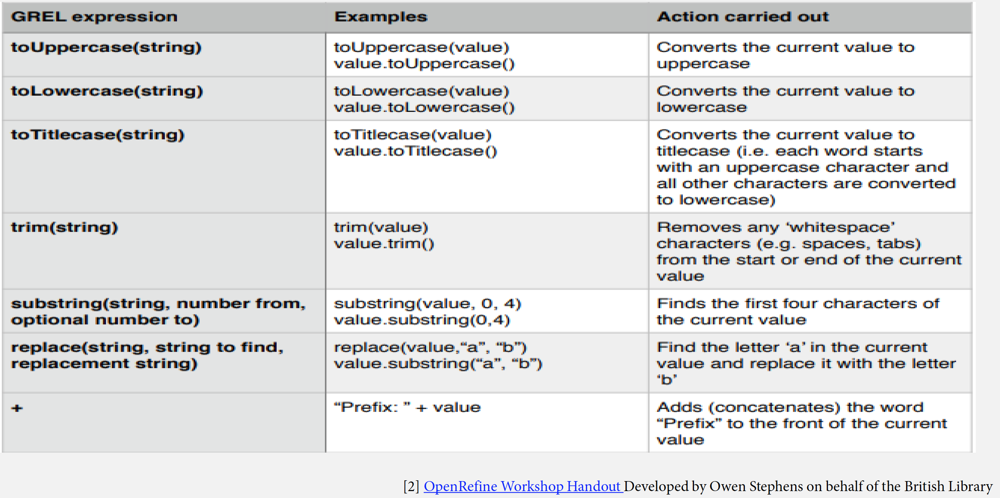 GREL expression Examples Action carried out
toUppercase(string) toUppercase(value) Converts the current value to
value.toUppercase() uppercase
toLowercase(string) toLowercase(value) Converts the current value to
value.toLowercase() lowercase
toTitlecase(string) toTitlecase(value) Converts the current value to
value.toTitlecase() titlecase (i.e. each word starts
with an uppercase character and
all other characters are converted
to lowercase)
trim(string) trim(value) Removes any ‘whitespace’
value.trim() characters (e.g. spaces, tabs)
from the start or end of the current
value
substring(string, number from, substring(value, 0, 4) Finds the first four characters of
optional number to) value.substring(0,4) the current value
replace(string, string to find, replace(value,“a”, “b”) Find the letter ‘a’ in the current
replacement string) value.substring(“a”, “b”) value and replace it with the letter
‘b’
+ “Prefix: ” + value Adds (concatenates) the word
“Prefix” to the front of the current
value
[2] OpenRefine Workshop Handout Developed by Owen Stephens on behalf of the British Library